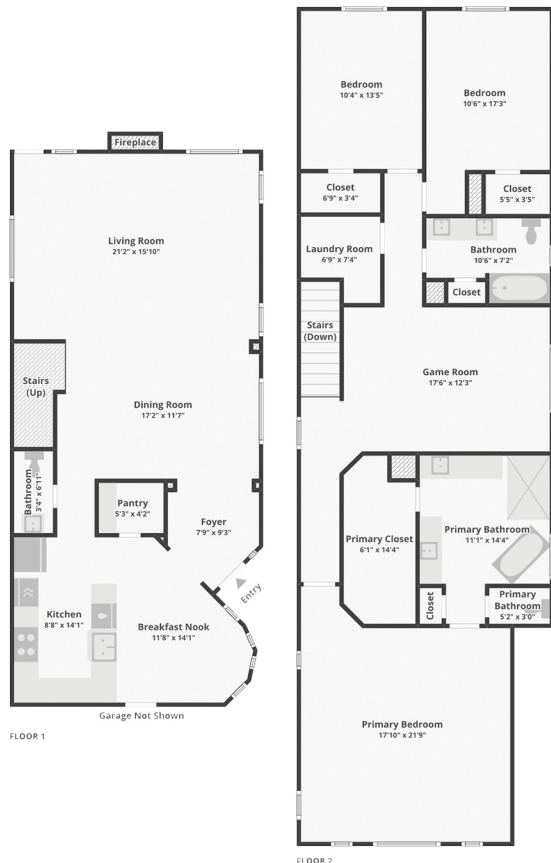 Fireplace
Living Room
21'2" x 15'10"
Stairs
(Up)
Dining Room
17'2" x 11'7"
Bathroom
3'4" x 6'11"
Pantry
5'3" x 4'2"
Foyer
7'9" x 9'3"
Entry
Kitchen
8'8" x 14'1"
Breakfast Nook
11'8" x 14'1"
Garage Not Shown
FLOOR 1
Bedroom
10'4" x 13'5"
Bedroom
10'6" x 17'3"
Closet
6'9" x 3'4"
Closet
5'5" x 3'5"
Laundry Room
6'9" x 7'4"
Bathroom
10'6" x 7'2"
Closet
Stairs
(Down)
Game Room
17'6" x 12'3"
Primary Closet
6'1" x 14'4"
Primary Bathroom
11'1" x 14'4"
Closet
Primary
Bathroom
5'2" x 3'0"
Primary Bedroom
17'10" x 21'9"
FLOOR 2